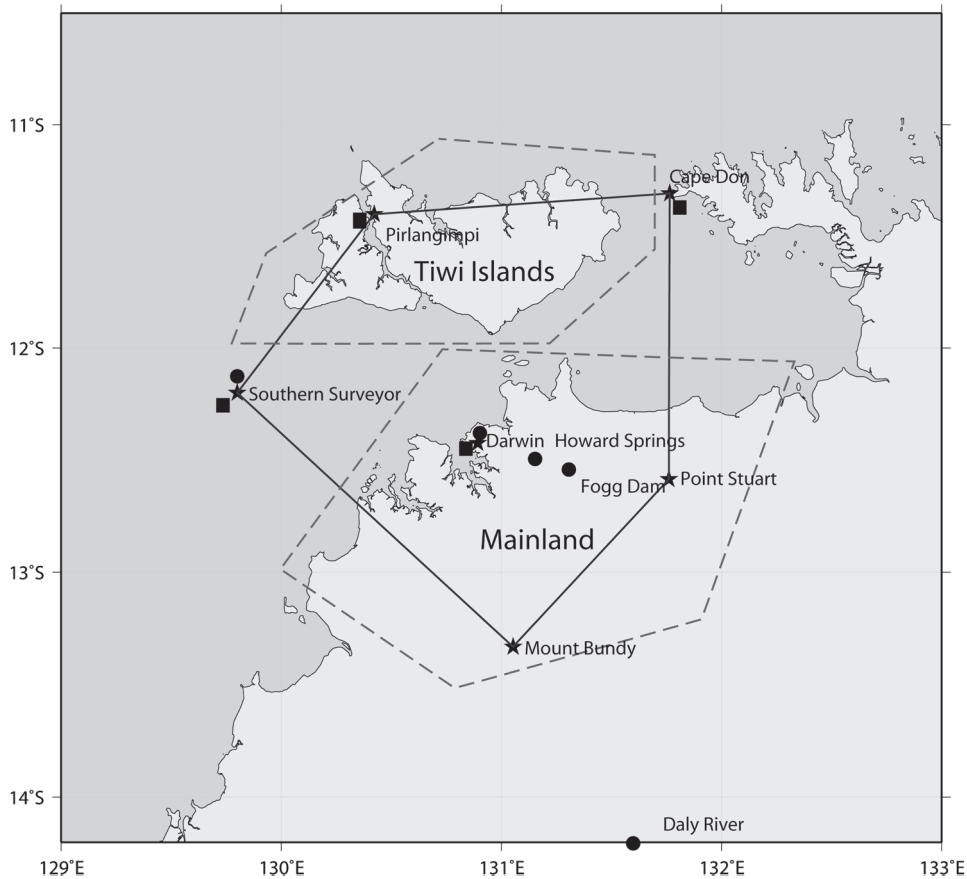 11°S
Cape Don
Pirlangimpi
Tiwi Islands
12°S
Southern Surveyor
Darwin
Howard Springs
Fogg Dam
Point Stuart
Mainland
13°S
Mount Bundy
14°S
Daly River
129°E
130°E
131°E
132°E
133°E